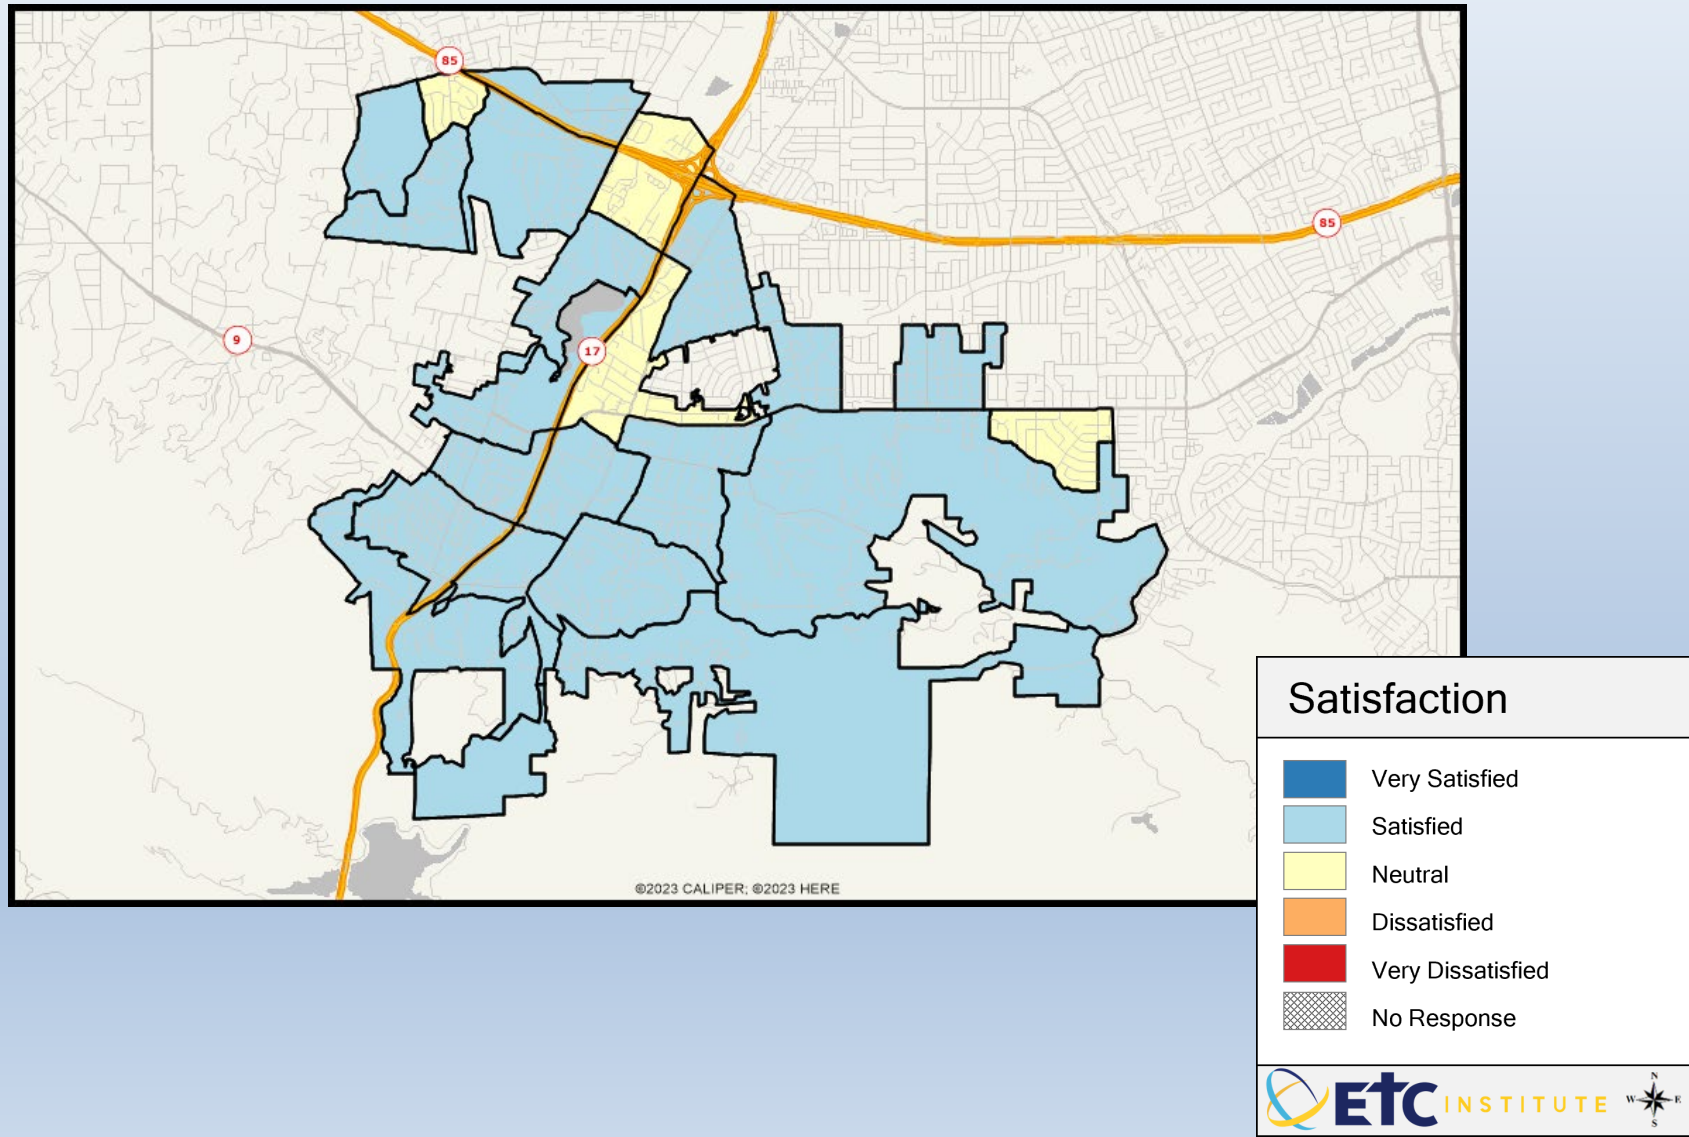 85
85
9
17
©2023 CALIPER; ©2023 HERE
Satisfaction
Very Satisfied
Satisfied
Neutral
Dissatisfied
Very Dissatisfied
No Response
ETC INSTITUTE
N
W E
S